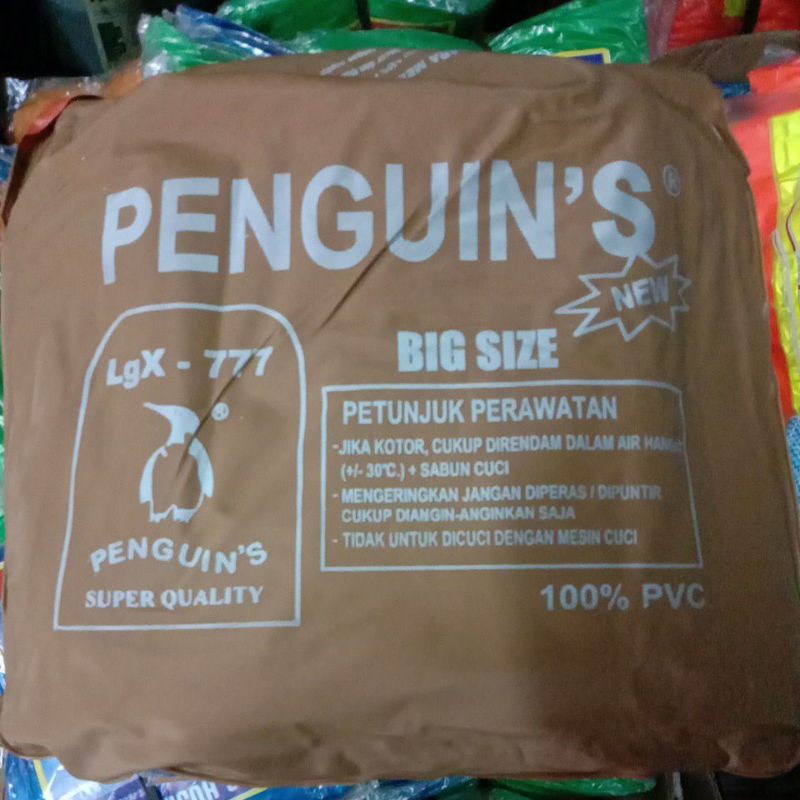 PENGUIN'S®
NEW
BIG SIZE
LgX - 777
®
PENGUIN'S
SUPER QUALITY
PETUNJUK PERAWATAN
-JIKA KOTOR, CUKUP DIRENDAM DALAM AIR HANGAT
(+/- 30°C.) + SABUN CUCI
- MENGERINGKAN JANGAN DIPERAS / DIPUNTIR
CUKUP DIANGIN-ANGINKAN SAJA
- TIDAK UNTUK DICUCI DENGAN MESIN CUCI
100% PVC